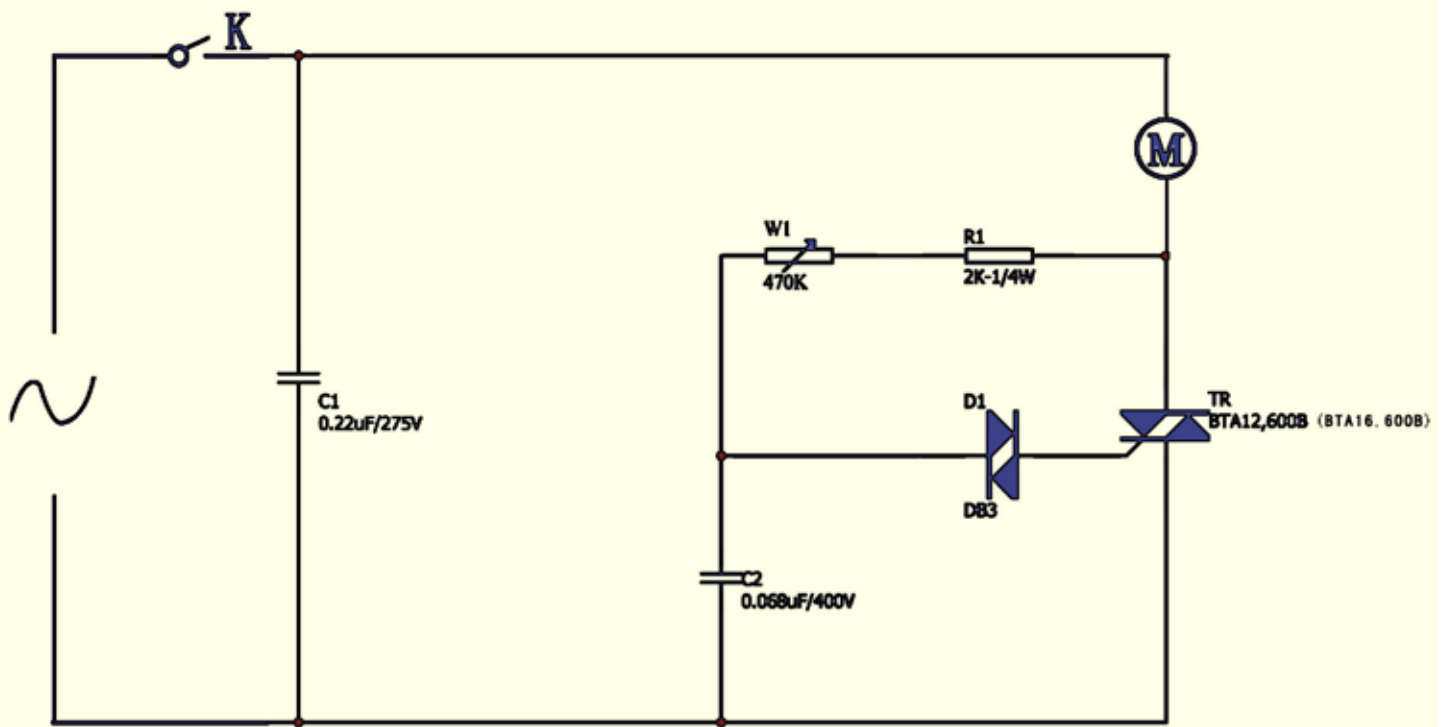 K
M
W1
470K
R1
2K-1/4W
C1
0.22uF/275V
D1
DB3
TR
BTA12,600B (BTA16, 600B)
C2
0.068uF/400V